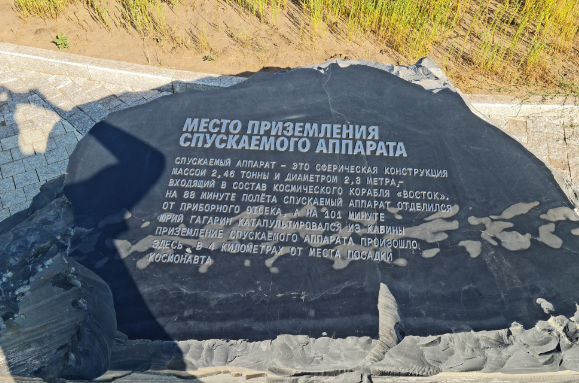 МЕСТО ПРИЗЕМЛЕНИЯ
СПУСКАЕМОГО АППАРАТА
СПУСКАЕМЫЙ АППАРАТ - ЭТО СФЕРИЧЕСКАЯ КОНСТРУКЦИЯ
МАССОЙ 2,46 ТОННЫ И ДИАМЕТРОМ 2,3 МЕТРА,-
ВХОДЯЩИЙ В СОСТАВ КОСМИЧЕСКОГО КОРАБЛЯ «ВОСТОК».
НА 88 МИНУТЕ ПОЛЁТА СПУСКАЕМЫЙ АППАРАТ ОТДЕЛИЛСЯ
ОТ ПРИБОРНОГО ОТСЕКА, А НА 101 МИНУТЕ
ЮРИЙ ГАГАРИН КАТАПУЛЬТИРОВАЛСЯ ИЗ КАБИНЫ
ПРИЗЕМЛЕНИЕ СПУСКАЕМОГО АППАРАТА ПРОИЗОШЛО
ЗДЕСЬ - В 4 КИЛОМЕТРАХ ОТ МЕСТА ПОСАДКИ
КОСМОНАВТА